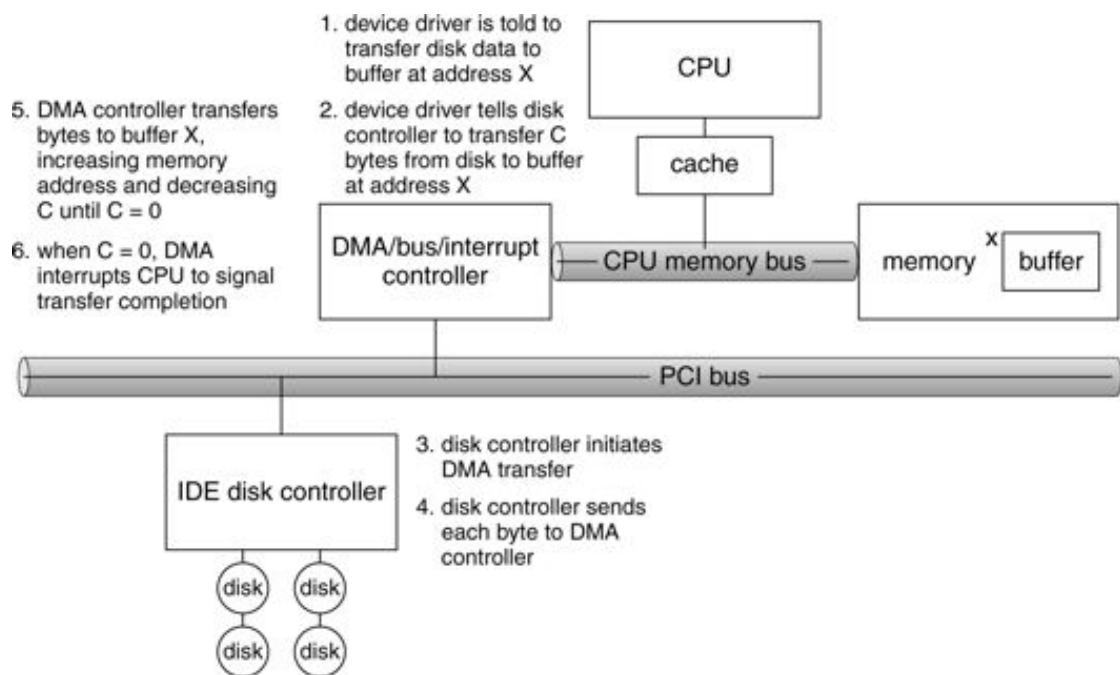 1. device driver is told to
transfer disk data to
buffer at address X
CPU
5. DMA controller transfers
bytes to buffer X,
increasing memory
address and decreasing
C until C = 0
2. device driver tells disk
controller to transfer C
bytes from disk to buffer
at address X
cache
6. when C = 0, DMA
interrupts CPU to signal
transfer completion
DMA/bus/interrupt
controller
CPU memory bus
memory
x
buffer
PCI bus
IDE disk controller
3. disk controller initiates
DMA transfer
4. disk controller sends
each byte to DMA
controller
disk
disk
disk
disk